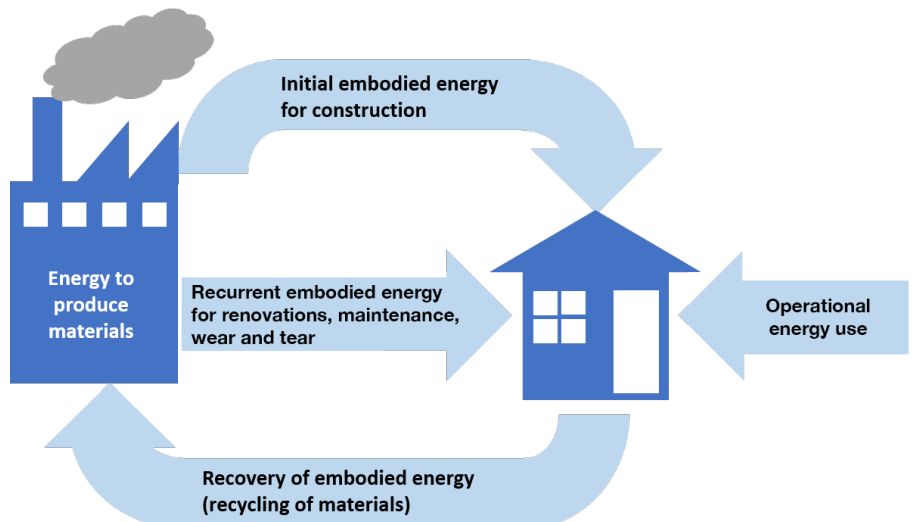 Initial embodied energy
for construction
Energy to
produce
materials
Recurrent embodied energy
for renovations, maintenance,
wear and tear
Operational
energy use
Recovery of embodied energy
(recycling of materials)